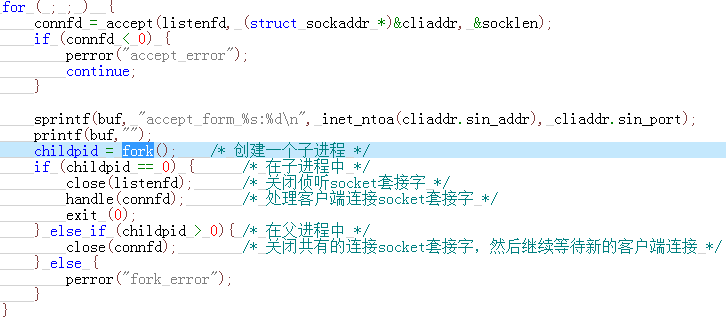 for ( ; ; ) {
    connfd = accept(listenfd, (struct sockaddr *)&cliaddr, &socklen);
    if (connfd < 0) {
        perror("accept error");
        continue;
    }
    sprintf(buf, "accept form %s:%d\n", inet_ntoa(cliaddr.sin_addr), cliaddr.sin_port);
    printf(buf,"");
    childpid = fork();    /* 创建一个子进程 */
    if (childpid == 0) {      /* 在子进程中 */
        close(listenfd);      /* 关闭侦听socket套接字 */
        handle(connfd);       /* 处理客户端连接socket套接字 */
        exit (0);
    } else if (childpid > 0){ /* 在父进程中 */
        close(connfd);        /* 关闭共有的连接socket套接字，然后继续等待新的客户端连接 */
    } else {
        perror("fork error");
    }
}